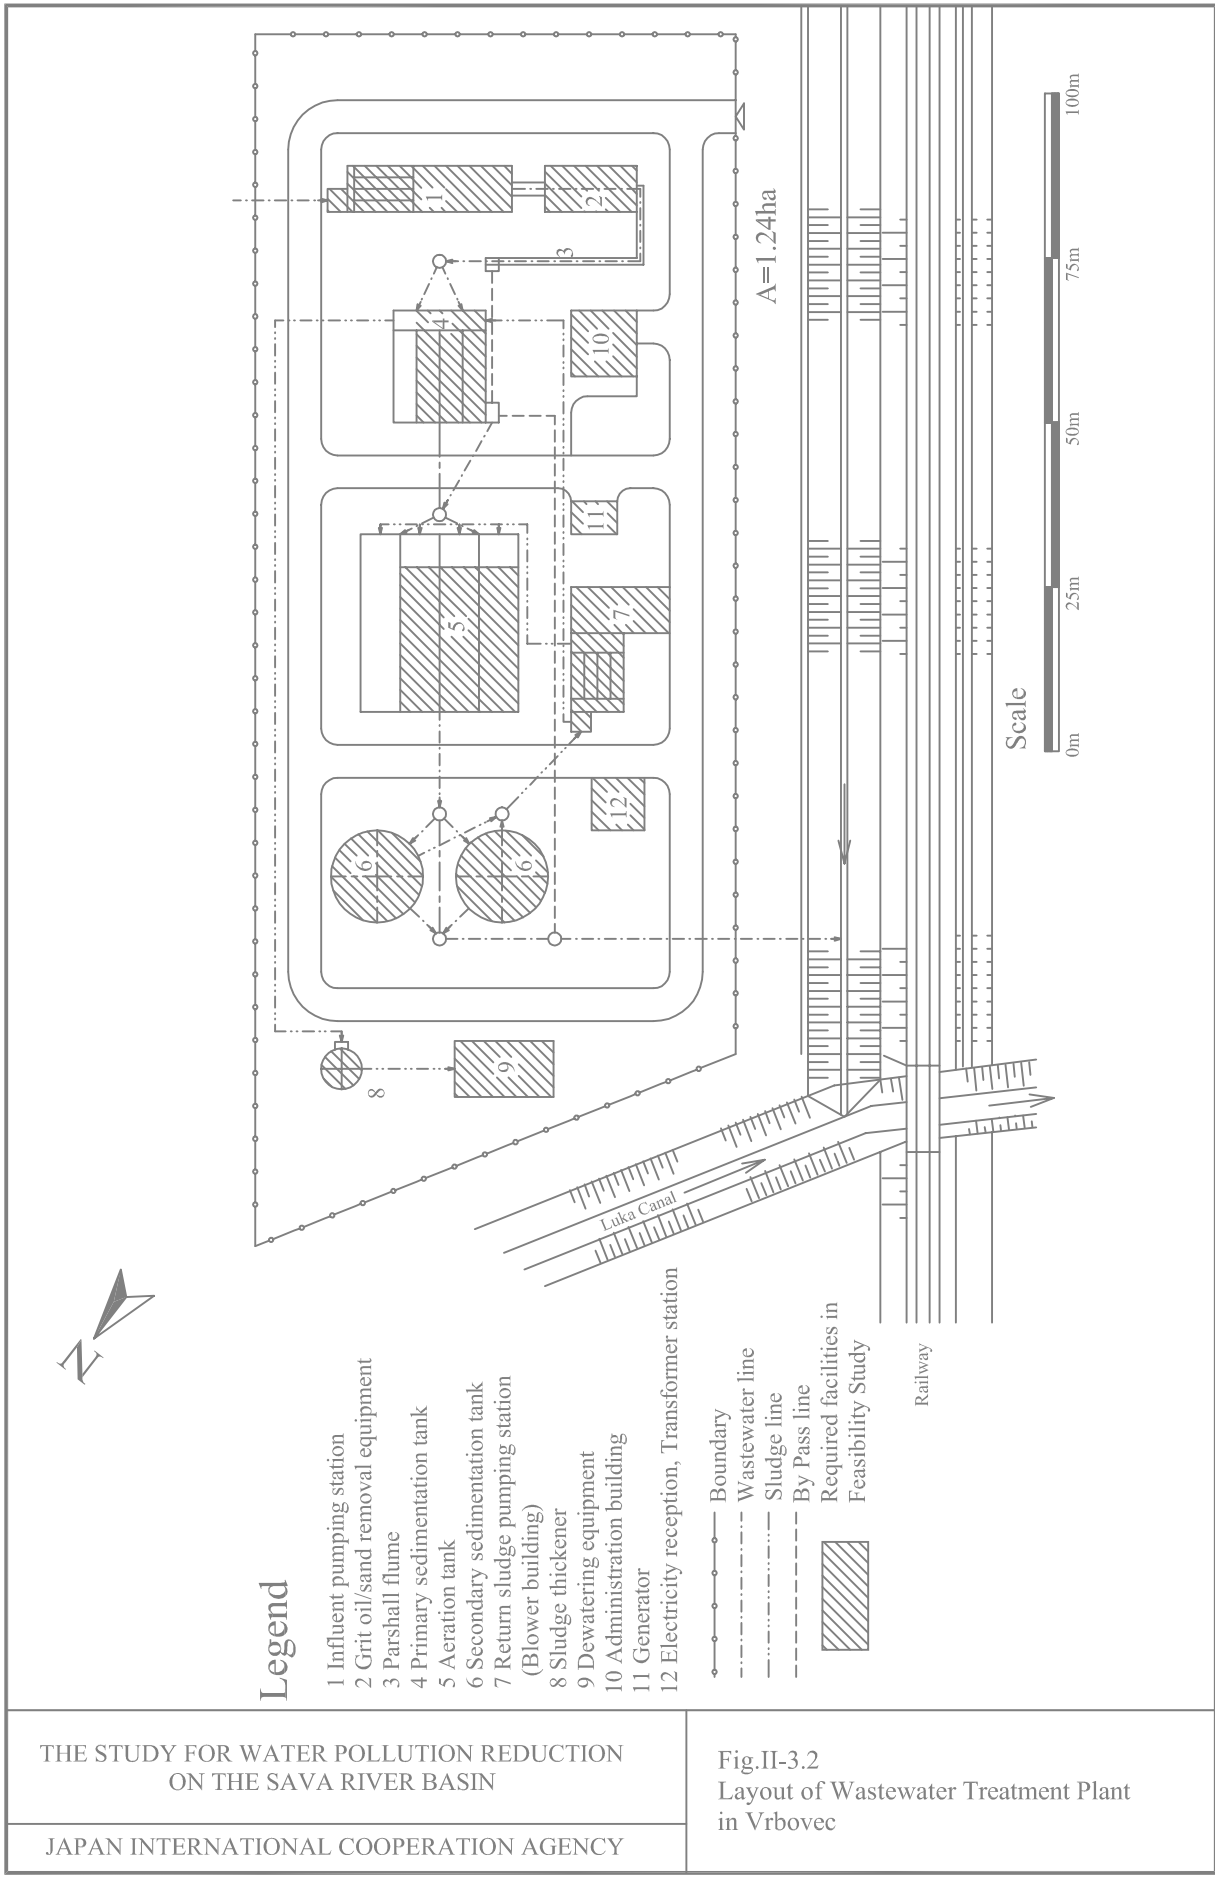 1
2
3
4
10
11
5
7
12
6
6
8
9
A=1.24ha
100m
75m
50m
25m
0m
Scale
Luka Canal
N
Railway
Legend
1 Influent pumping station
2 Grit oil/sand removal equipment
3 Parshall flume
4 Primary sedimentation tank
5 Aeration tank
6 Secondary sedimentation tank
7 Return sludge pumping station
(Blower building)
8 Sludge thickener
9 Dewatering equipment
10 Administration building
11 Generator
12 Electricity reception, Transformer station
Boundary
Wastewater line
Sludge line
By Pass line
Required facilities in
Feasibility Study
THE STUDY FOR WATER POLLUTION REDUCTION
ON THE SAVA RIVER BASIN
JAPAN INTERNATIONAL COOPERATION AGENCY
Fig.II-3.2
Layout of Wastewater Treatment Plant
in Vrbovec